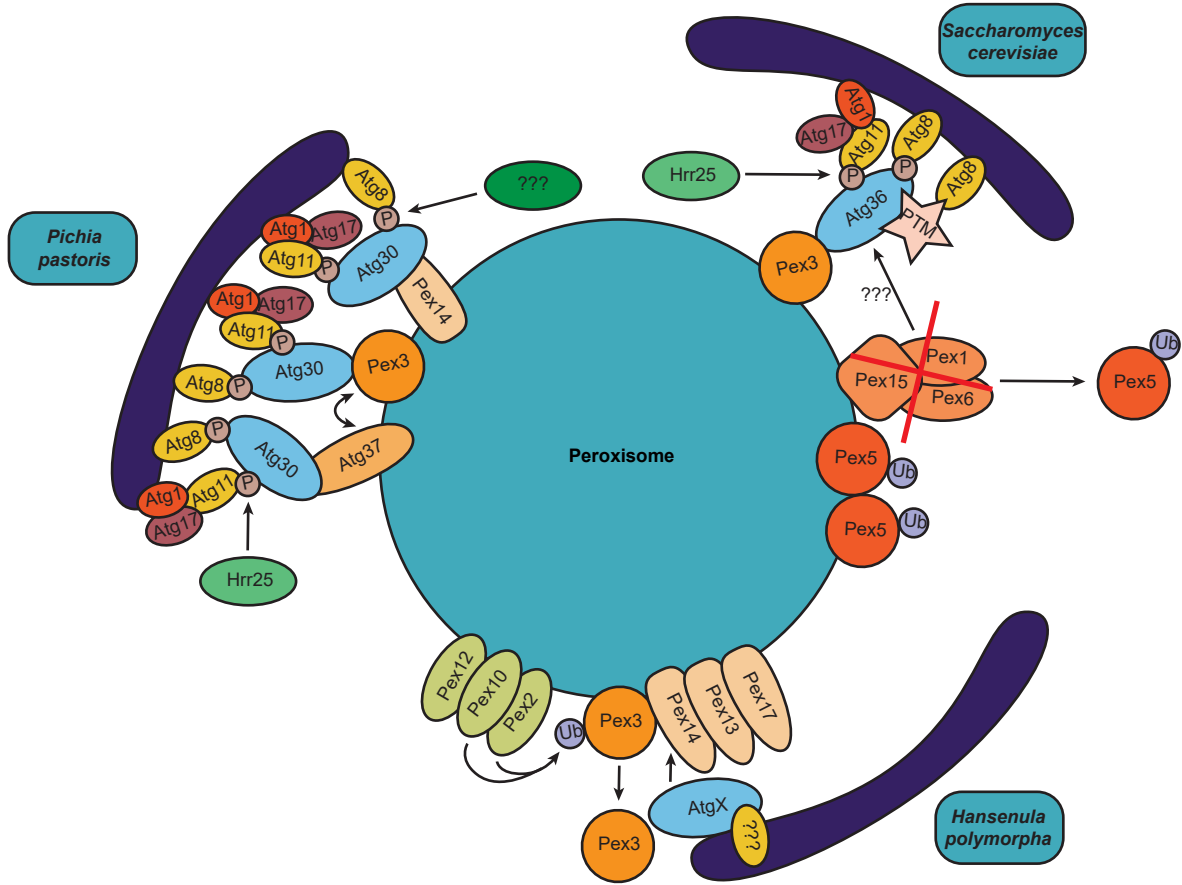 Saccharomyces
cerevisiae
Atg1
Atg17
Atg11
Atg8
P
P
Atg8
Hrr25
Atg36
PTM
Pex3
???
Pex1
Pex15
Pex6
Ub
Pex5
Pex5
Ub
Pex5
Ub
Pichia
pastoris
Atg8
???
P
Atg1
Atg17
Atg11
P
Atg30
Pex14
Atg1
Atg17
Atg11
P
Atg8
P
Atg30
Pex3
Atg8
P
Atg30
Atg37
Atg11
P
Atg1
Atg17
Hrr25
Peroxisome
Pex12
Pex10
Pex2
Ub
Pex3
Pex14
Pex13
Pex17
Pex3
AtgX
???
Hansenula
polymorpha